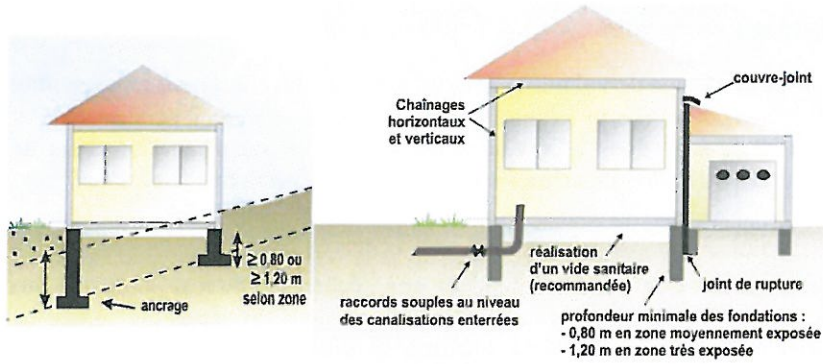 ≥ 0,80 ou
≥ 1,20 m
selon zone
ancrage
Chaînages
horizontaux
et verticaux
couvre-joint
réalisation
d'un vide sanitaire
(recommandée)
raccords souples au niveau
des canalisations enterrées
joint de rupture
profondeur minimale des fondations :
- 0,80 m en zone moyennement exposée
- 1,20 m en zone très exposée